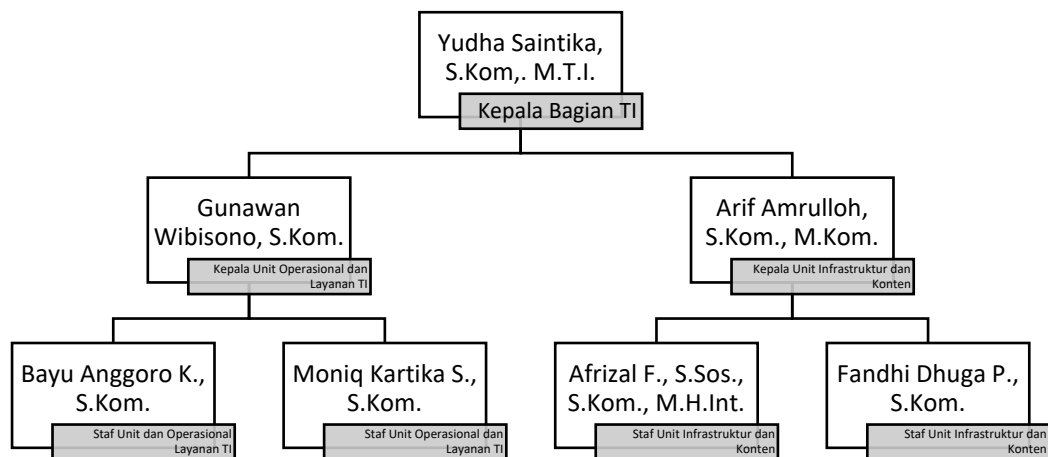 Yudha Saintika,
S.Kom,. M.T.I.
Kepala Bagian TI
Gunawan
Wibisono, S.Kom.
Kepala Unit Operasional dan
Layanan TI
Arif Amrulloh,
S.Kom., M.Kom.
Kepala Unit Infrastruktur dan
Konten
Bayu Anggoro K.,
S.Kom.
Staf Unit dan Operasional
Layanan TI
Moniq Kartika S.,
S.Kom.
Staf Unit Operasional dan
Layanan TI
Afrizal F., S.Sos.,
S.Kom., M.H.Int.
Staf Unit Infrastruktur dan
Konten
Fandhi Dhuga P.,
S.Kom.
Staf Unit Infrastruktur dan
Konten